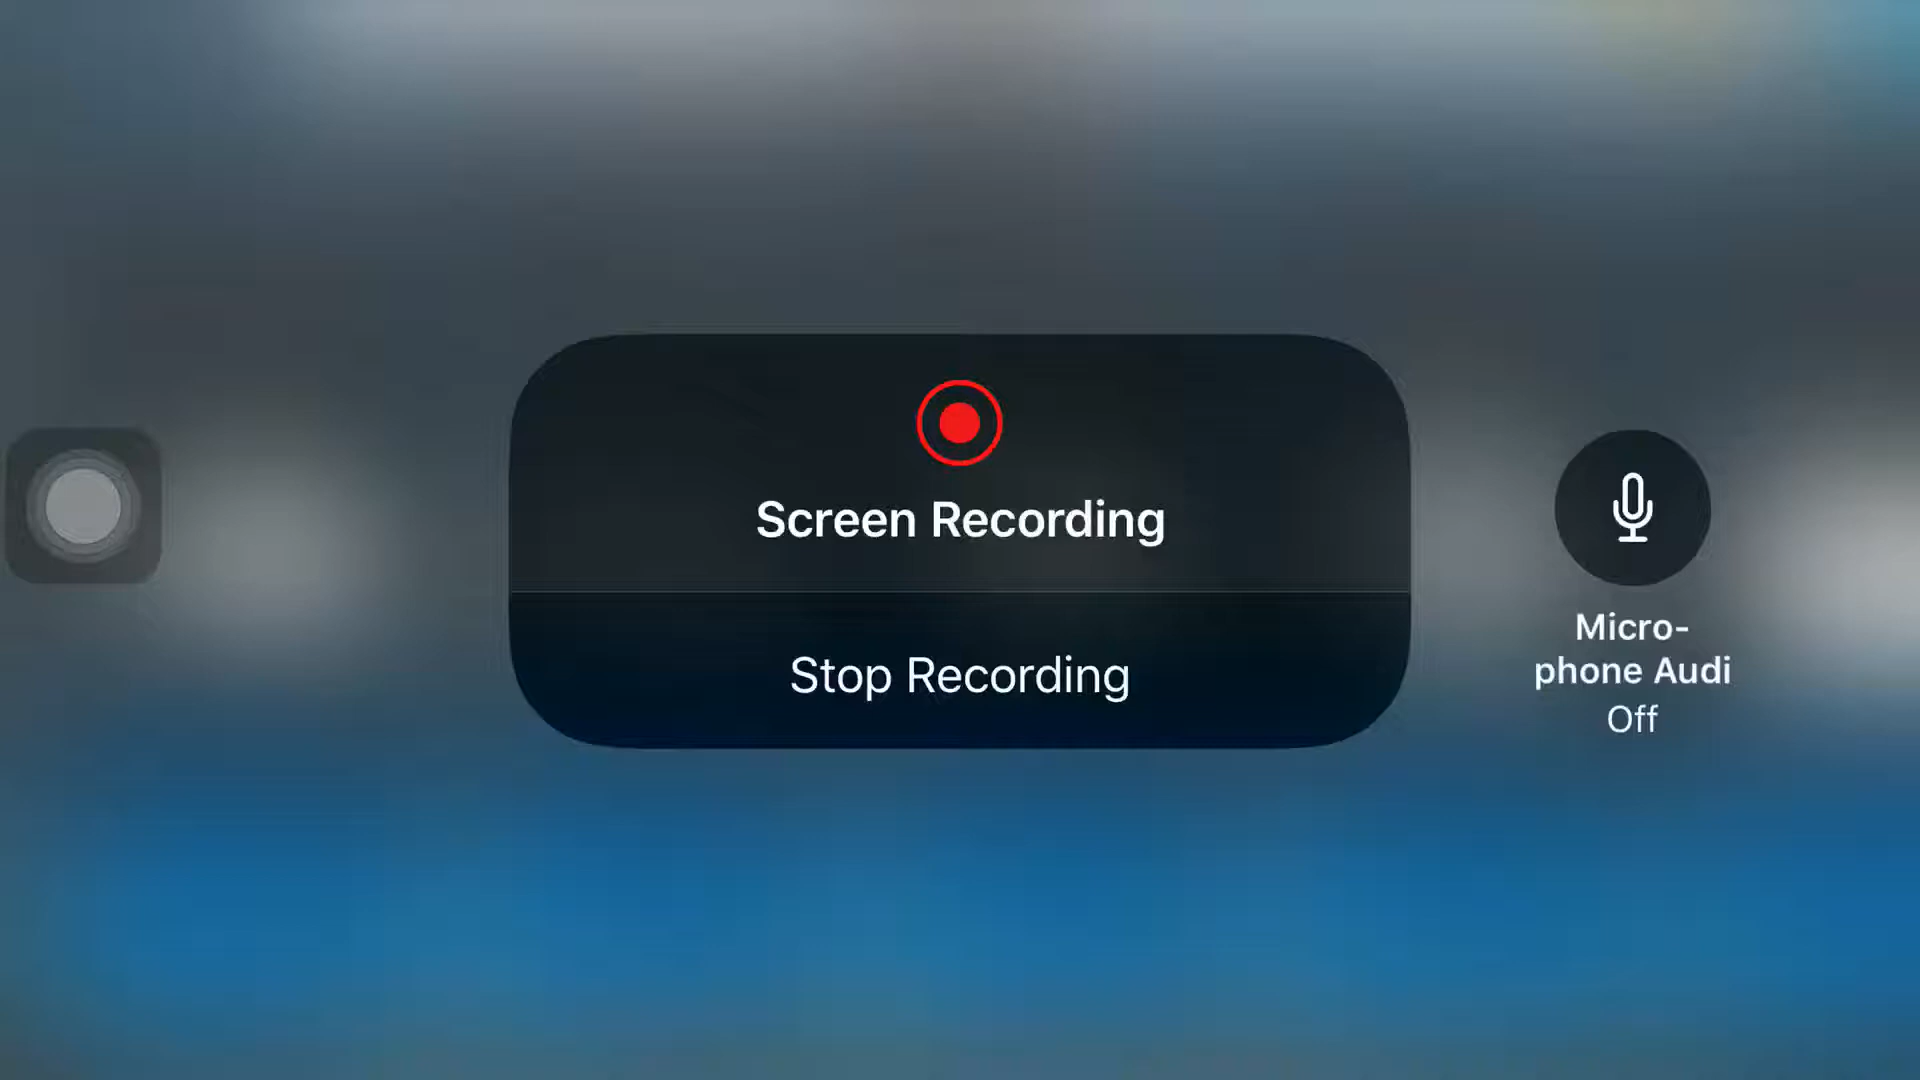 Screen Recording
Stop Recording
Micro-
phone Audi
Off